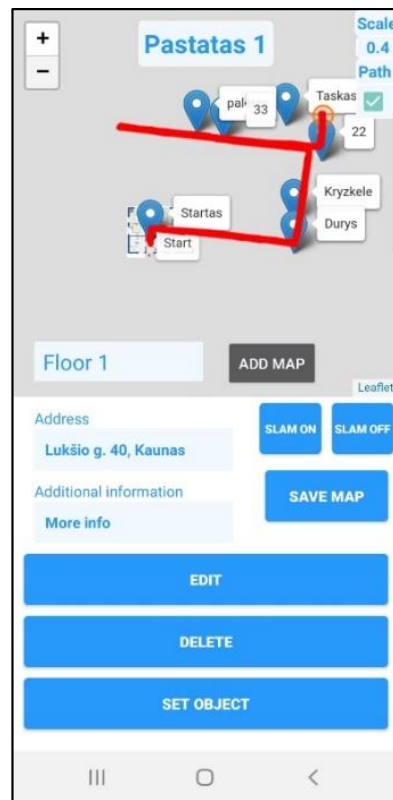 +
−
Pastatas 1
Scale
0.4
Path
33
Taskas
22
Kryzkele
Startas
Durys
Start
Floor 1
ADD MAP
Leaflet
Address
SLAM ON
SLAM OFF
Lukšio g. 40, Kaunas
Additional information
SAVE MAP
More info
EDIT
DELETE
SET OBJECT